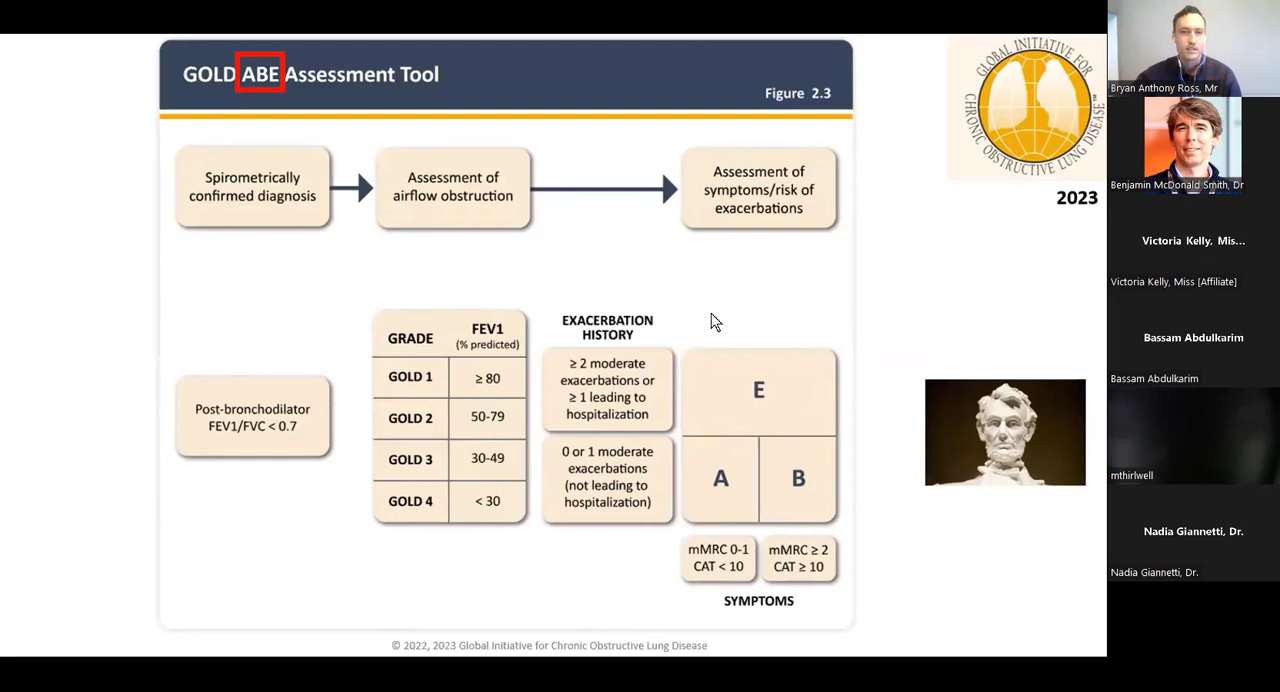 GOLD ABE Assessment Tool
Figure 2.3
GLOBAL INITIATIVE FOR
CHRONIC OBSTRUCTIVE LUNG DISEASE™
2023
Spirometrically
confirmed diagnosis
Assessment of
airflow obstruction
Assessment of
symptoms/risk of
exacerbations
Post-bronchodilator
FEV1/FVC < 0.7
GRADE
FEV1
(% predicted)
GOLD 1
≥ 80
GOLD 2
50-79
GOLD 3
30-49
GOLD 4
< 30
EXACERBATION
HISTORY
≥ 2 moderate
exacerbations or
≥ 1 leading to
hospitalization
0 or 1 moderate
exacerbations
(not leading to
hospitalization)
E
A
B
mMRC 0-1
CAT < 10
mMRC ≥ 2
CAT ≥ 10
SYMPTOMS
© 2022, 2023 Global Initiative for Chronic Obstructive Lung Disease
Bryan Anthony Ross, Mr
Benjamin McDonald Smith, Dr
Victoria Kelly, Mis...
Victoria Kelly, Miss [Affiliate]
Bassam Abdulkarim
Bassam Abdulkarim
mthirlwell
Nadia Giannetti, Dr.
Nadia Giannetti, Dr.